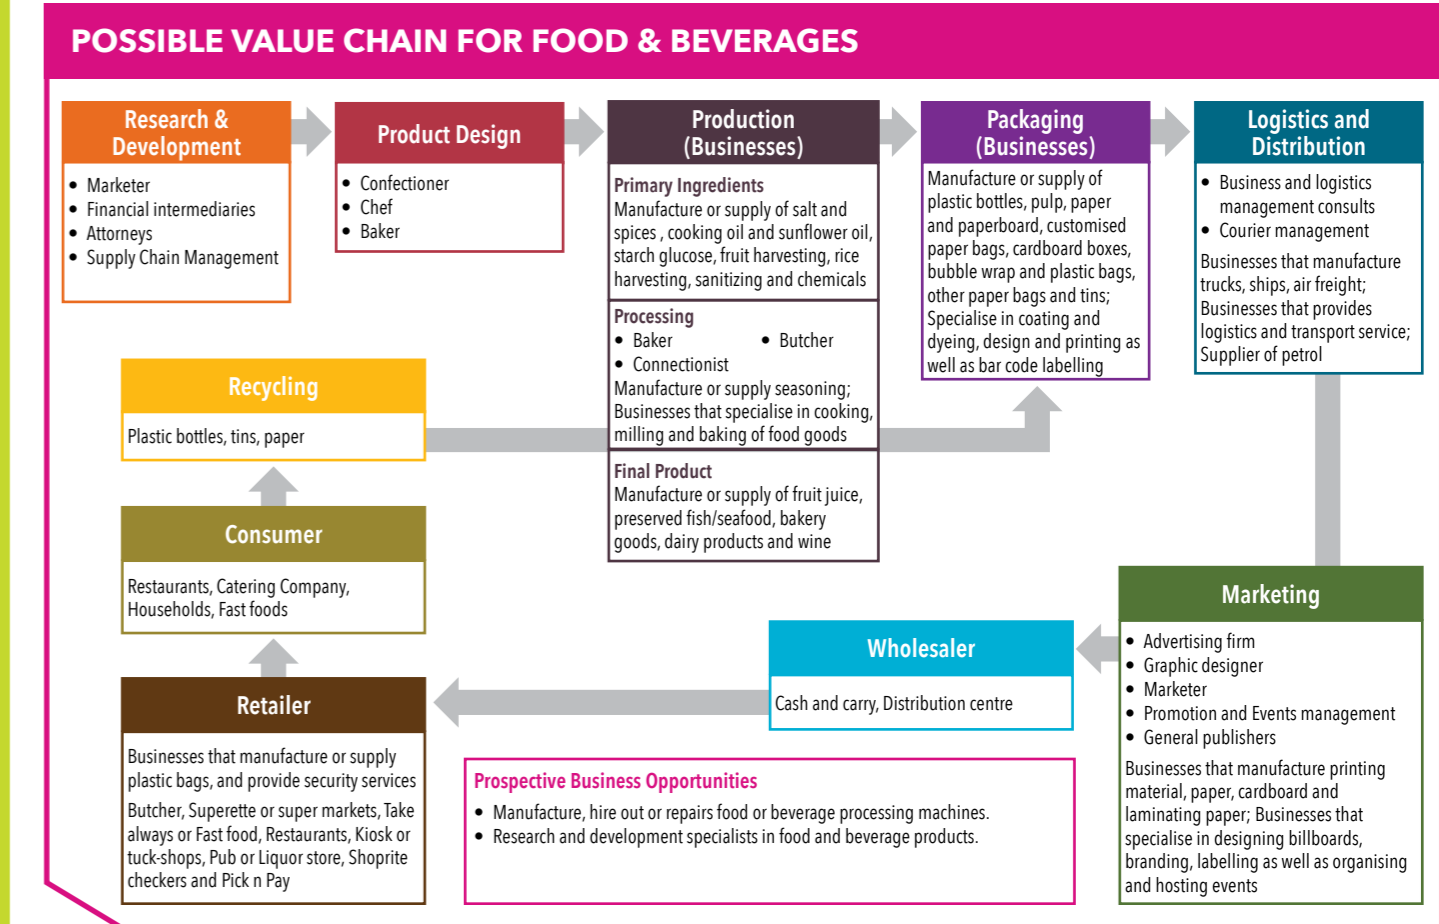 POSSIBLE VALUE CHAIN FOR FOOD & BEVERAGES
Research &
Development
• Marketer
• Financial intermediaries
• Attorneys
• Supply Chain Management
Product Design
• Confectioner
• Chef
• Baker
Production
(Businesses)
Primary Ingredients
Manufacture or supply of salt and
spices , cooking oil and sunflower oil,
starch glucose, fruit harvesting, rice
harvesting, sanitizing and chemicals
Processing
• Baker • Butcher
• Connectionist
Manufacture or supply seasoning;
Businesses that specialise in cooking,
milling and baking of food goods
Final Product
Manufacture or supply of fruit juice,
preserved fish/seafood, bakery
goods, dairy products and wine
Packaging
(Businesses)
Manufacture or supply of
plastic bottles, pulp, paper
and paperboard, customised
paper bags, cardboard boxes,
bubble wrap and plastic bags,
other paper bags and tins;
Specialise in coating and
dyeing, design and printing as
well as bar code labelling
Logistics and
Distribution
• Business and logistics
management consults
• Courier management
Businesses that manufacture
trucks, ships, air freight;
Businesses that provides
logistics and transport service;
Supplier of petrol
Marketing
• Advertising firm
• Graphic designer
• Marketer
• Promotion and Events management
• General publishers
Businesses that manufacture printing
material, paper, cardboard and
laminating paper; Businesses that
specialise in designing billboards,
branding, labelling as well as organising
and hosting events
Wholesaler
Cash and carry, Distribution centre
Retailer
Businesses that manufacture or supply
plastic bags, and provide security services
Butcher, Superette or super markets, Take
always or Fast food, Restaurants, Kiosk or
tuck-shops, Pub or Liquor store, Shoprite
checkers and Pick n Pay
Consumer
Restaurants, Catering Company,
Households, Fast foods
Recycling
Plastic bottles, tins, paper
Prospective Business Opportunities
• Manufacture, hire out or repairs food or beverage processing machines.
• Research and development specialists in food and beverage products.